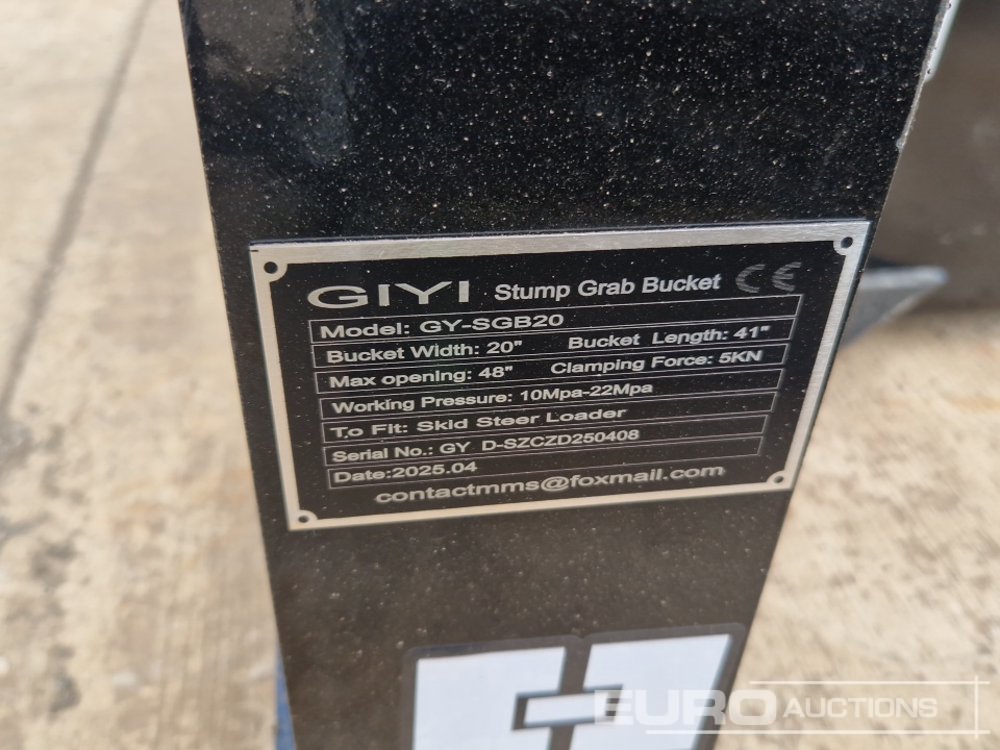 GIYI Stump Grab Bucket CE
Model: GY-SGB20
Bucket Width: 20" Bucket Length: 41"
Max opening: 48" Clamping Force: 5KN
Working Pressure: 10Mpa-22Mpa
To Fit: Skid Steer Loader
Serial No.: GY D-SZCZD250408
Date:2025.04
contactmms@foxmail.com
EURO AUCTIONS